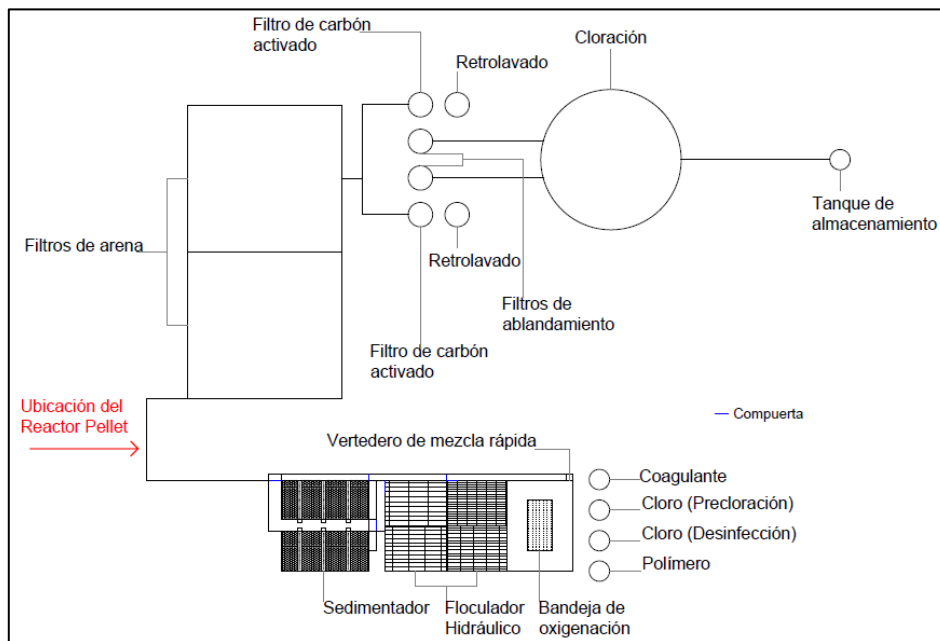 Filtro de carbón
activado
Retrolavado
Cloración
Filtros de arena
Tanque de
almacenamiento
Retrolavado
Filtros de
ablandamiento
Filtro de carbón
activado
Ubicación del
Reactor Pellet
Compuerta
Vertedero de mezcla rápida
Coagulante
Cloro (Precloración)
Cloro (Desinfección)
Polímero
Sedimentador
Floculador
Hidráulico
Bandeja de
oxigenación